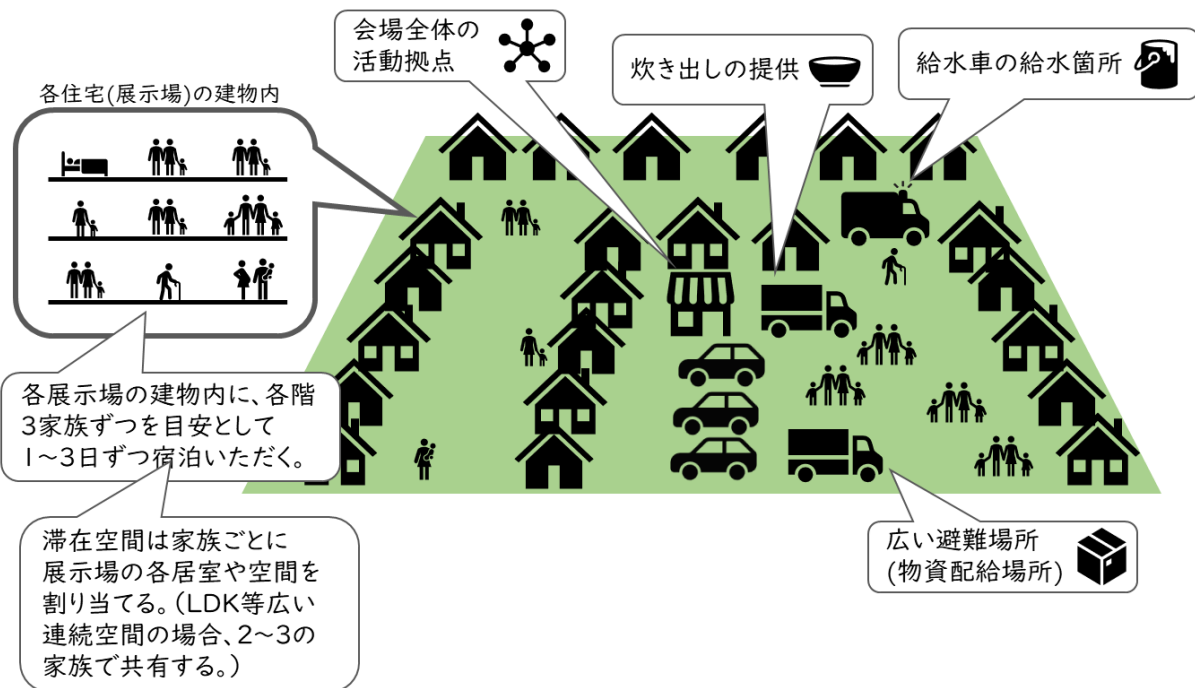 会場全体の
活動拠点
炊き出しの提供
給水車の給水箇所
各住宅(展示場)の建物内
各展示場の建物内に、各階
3家族ずつを目安として
1〜3日ずつ宿泊いただく。
滞在空間は家族ごとに
展示場の各居室や空間を
割り当てる。(LDK等広い
連続空間の場合、2〜3の
家族で共有する。)
広い避難場所
(物資配給場所)